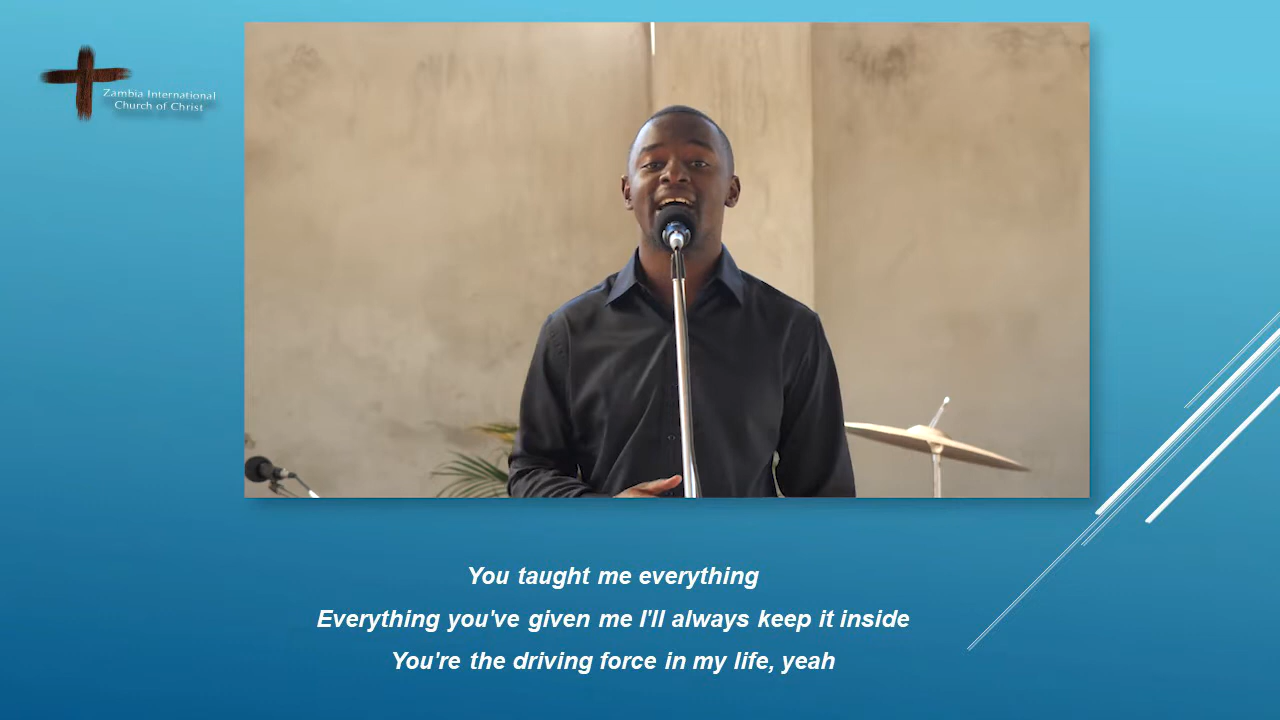 Zambia International
Church of Christ
You taught me everything
Everything you've given me I'll always keep it inside
You're the driving force in my life, yeah